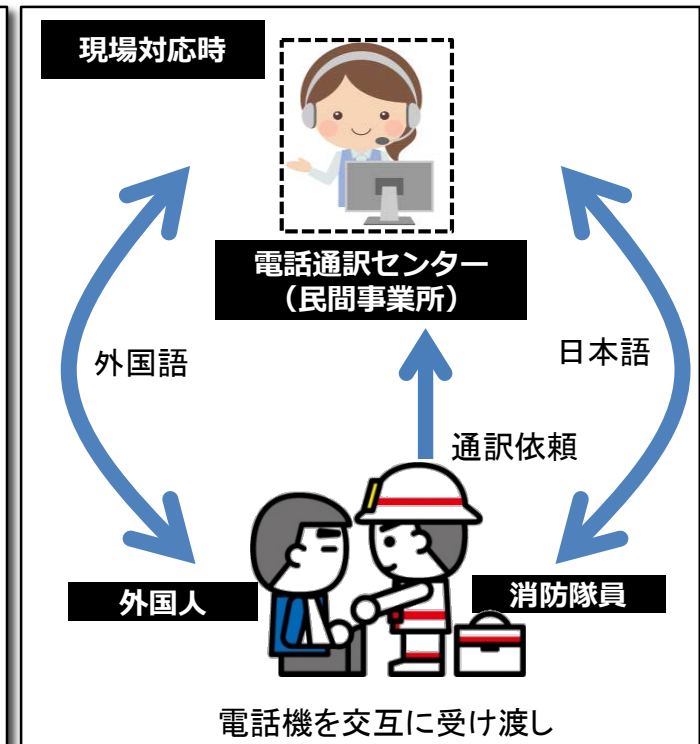 現場対応時
電話通訳センター
（民間事業所）
外国語
日本語
通訳依頼
外国人
消防隊員
電話機を交互に受け渡し